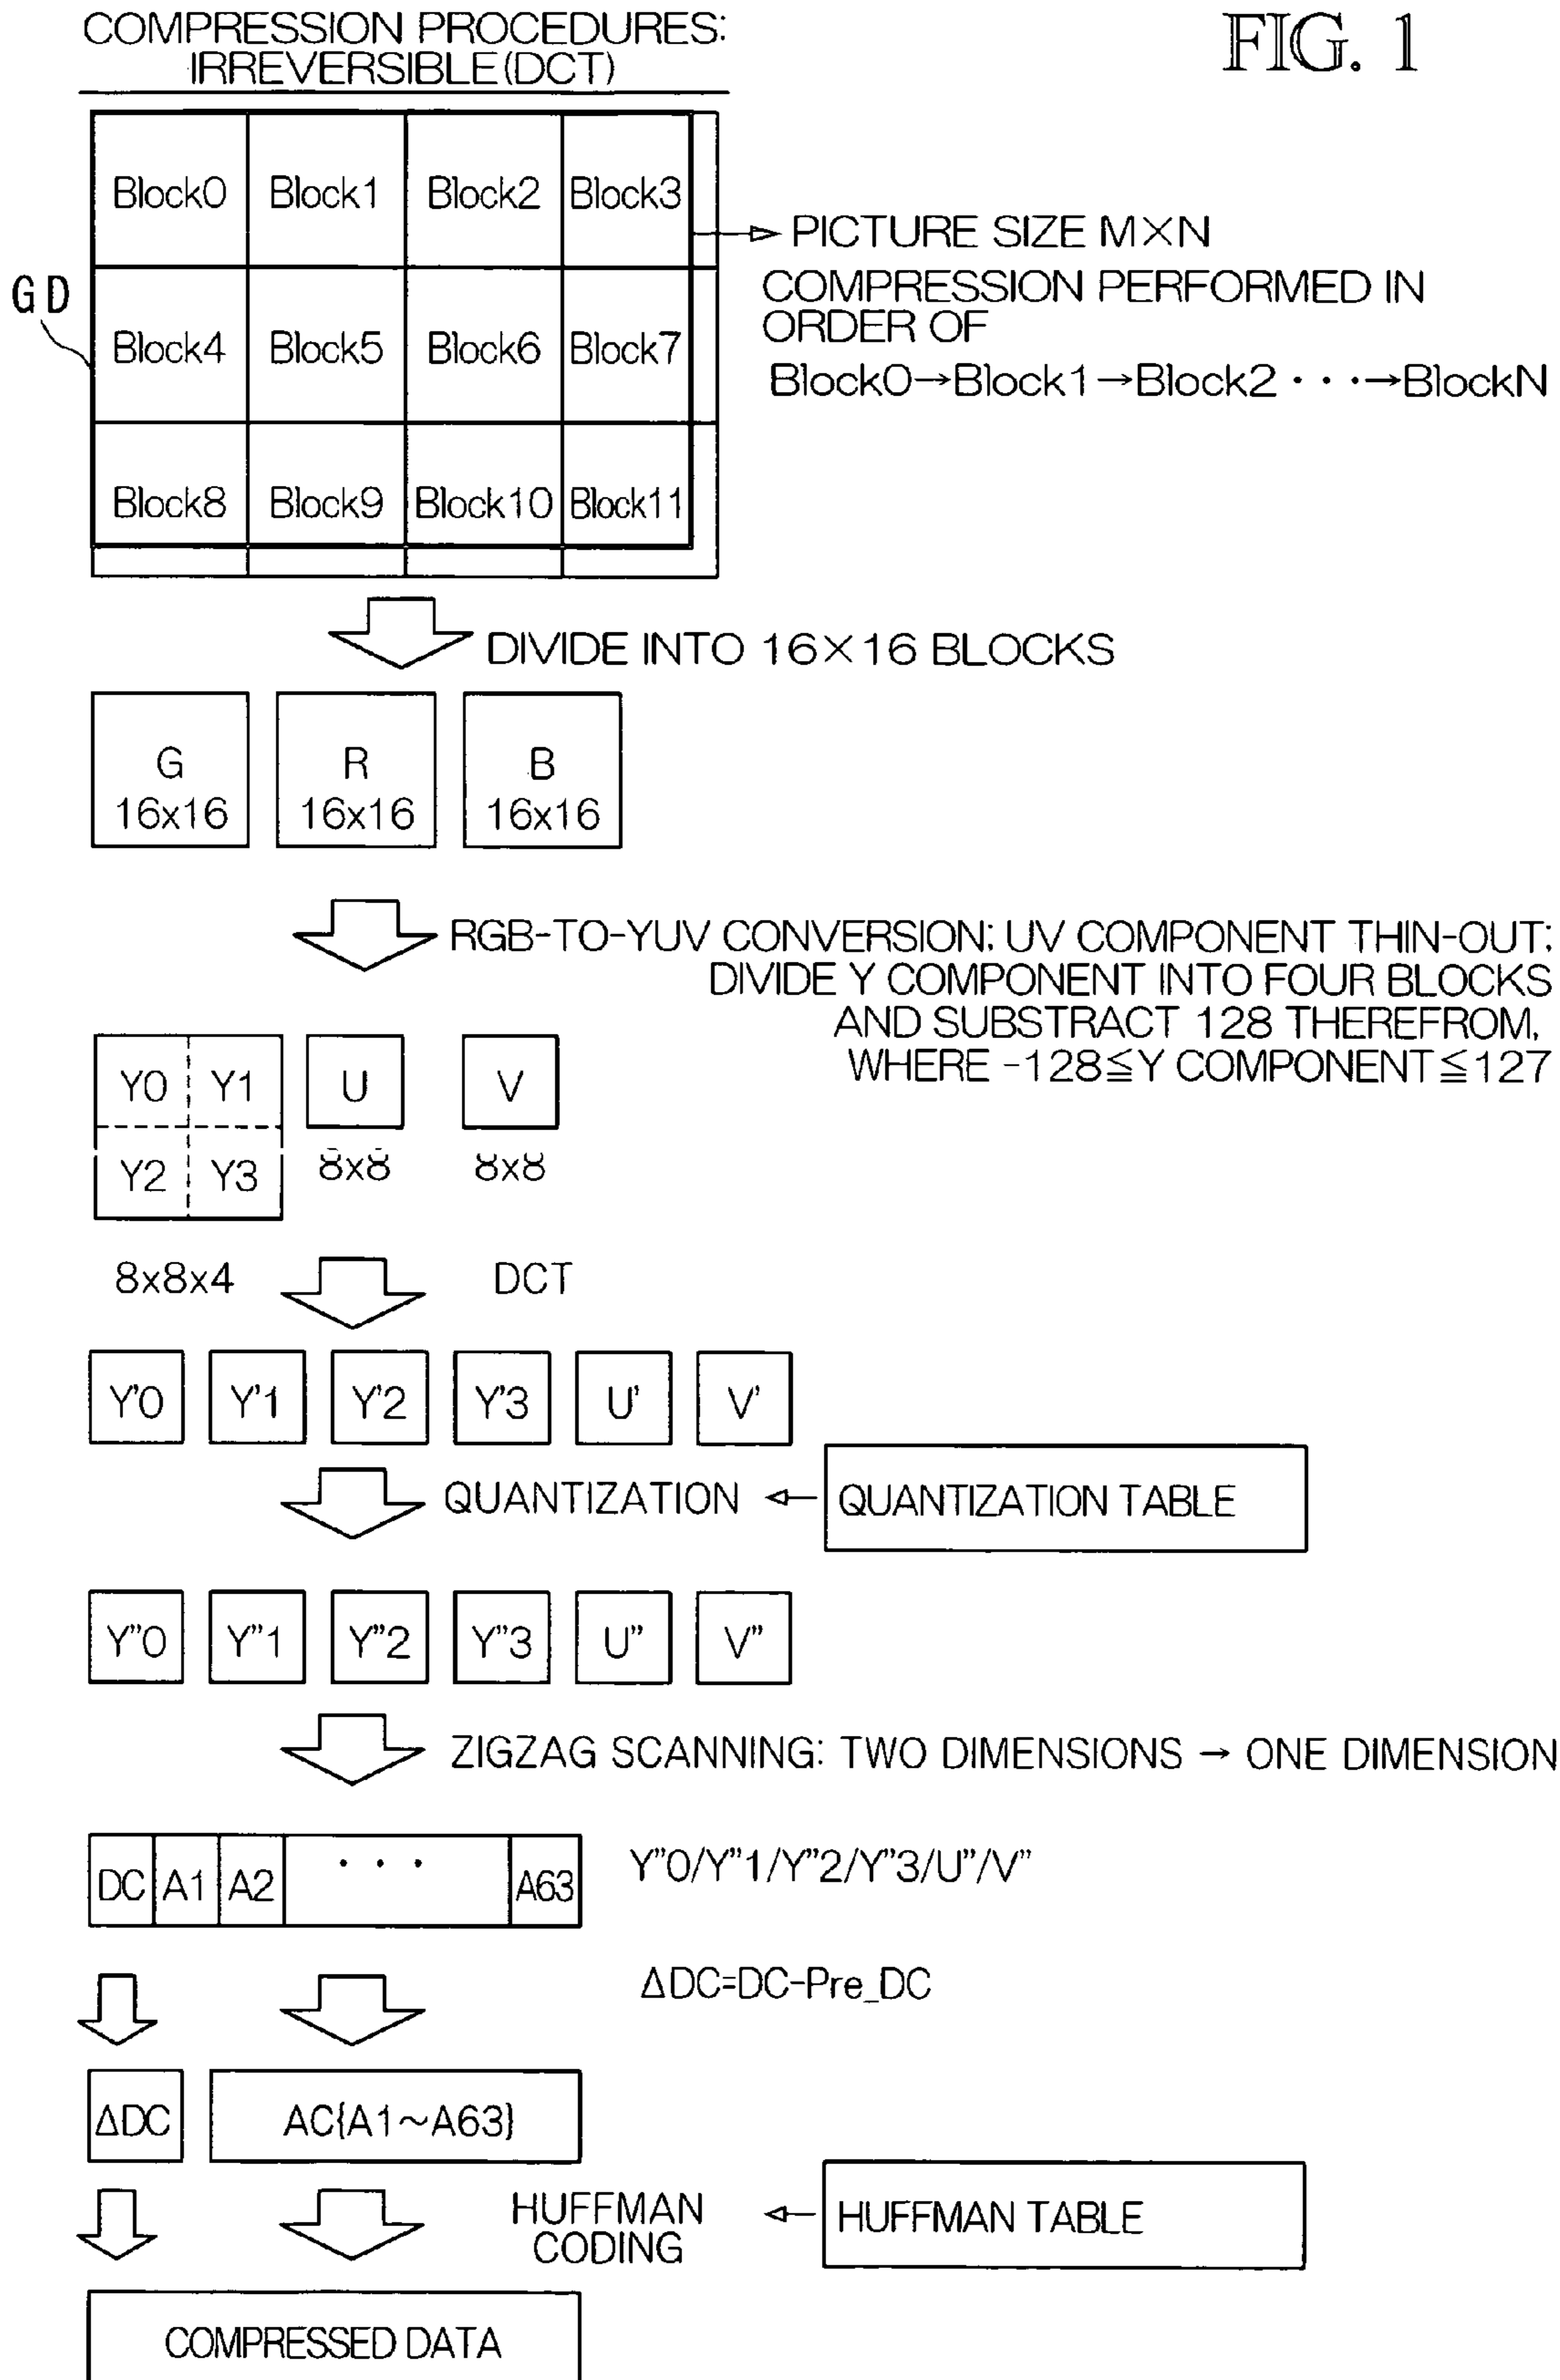 COMPRESSION PROCEDURES:
IRREVERSIBLE(DCT)
FIG. 1
Block0 Block1 Block2 Block3
PICTURE SIZE M×N
GD
COMPRESSION PERFORMED IN
ORDER OF
Block4 Block5 Block6 Block7
Block0→Block1→Block2・・・→BlockN
Block8 Block9 Block10 Block11
DIVIDE INTO 16×16 BLOCKS
G R B
16x16 16x16 16x16
RGB-TO-YUV CONVERSION; UV COMPONENT THIN-OUT;
DIVIDE Y COMPONENT INTO FOUR BLOCKS
AND SUBSTRACT 128 THEREFROM,
WHERE -128≦Y COMPONENT≦127
Y0 Y1 U V
Y2 Y3 8x8 8x8
8x8x4 DCT
Y'0 Y'1 Y'2 Y'3 U' V'
QUANTIZATION ← QUANTIZATION TABLE
Y"0 Y"1 Y"2 Y"3 U" V"
ZIGZAG SCANNING: TWO DIMENSIONS → ONE DIMENSION
DC A1 A2 ・・・ A63 Y"0/Y"1/Y"2/Y"3/U"/V"
ΔDC=DC-Pre_DC
ΔDC AC{A1~A63}
HUFFMAN
CODING
HUFFMAN TABLE
COMPRESSED DATA